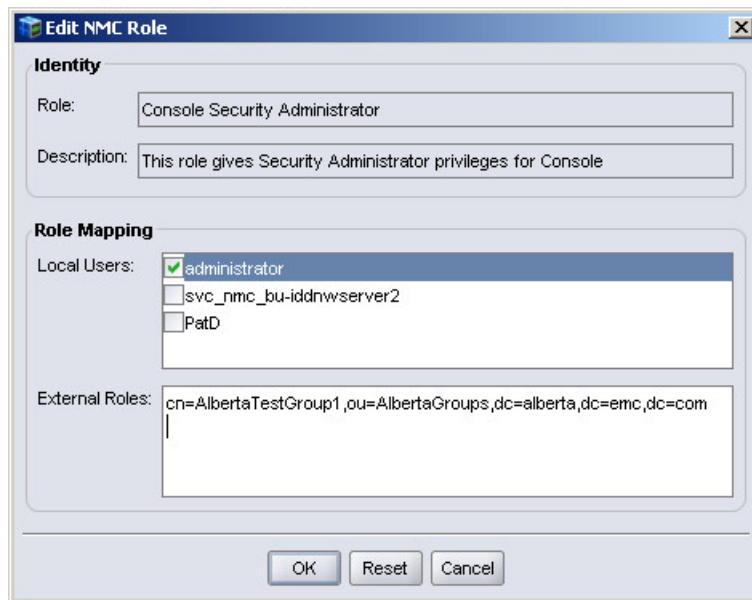 Edit NMC Role
Identity
Role: Console Security Administrator
Description: This role gives Security Administrator privileges for Console
Role Mapping
Local Users: administrator
svc_nmc_bu-iddnwserver2
PatD
External Roles: cn=AlbertaTestGroup1,ou=AlbertaGroups,dc=alberta,dc=emc,dc=com
OK Reset Cancel